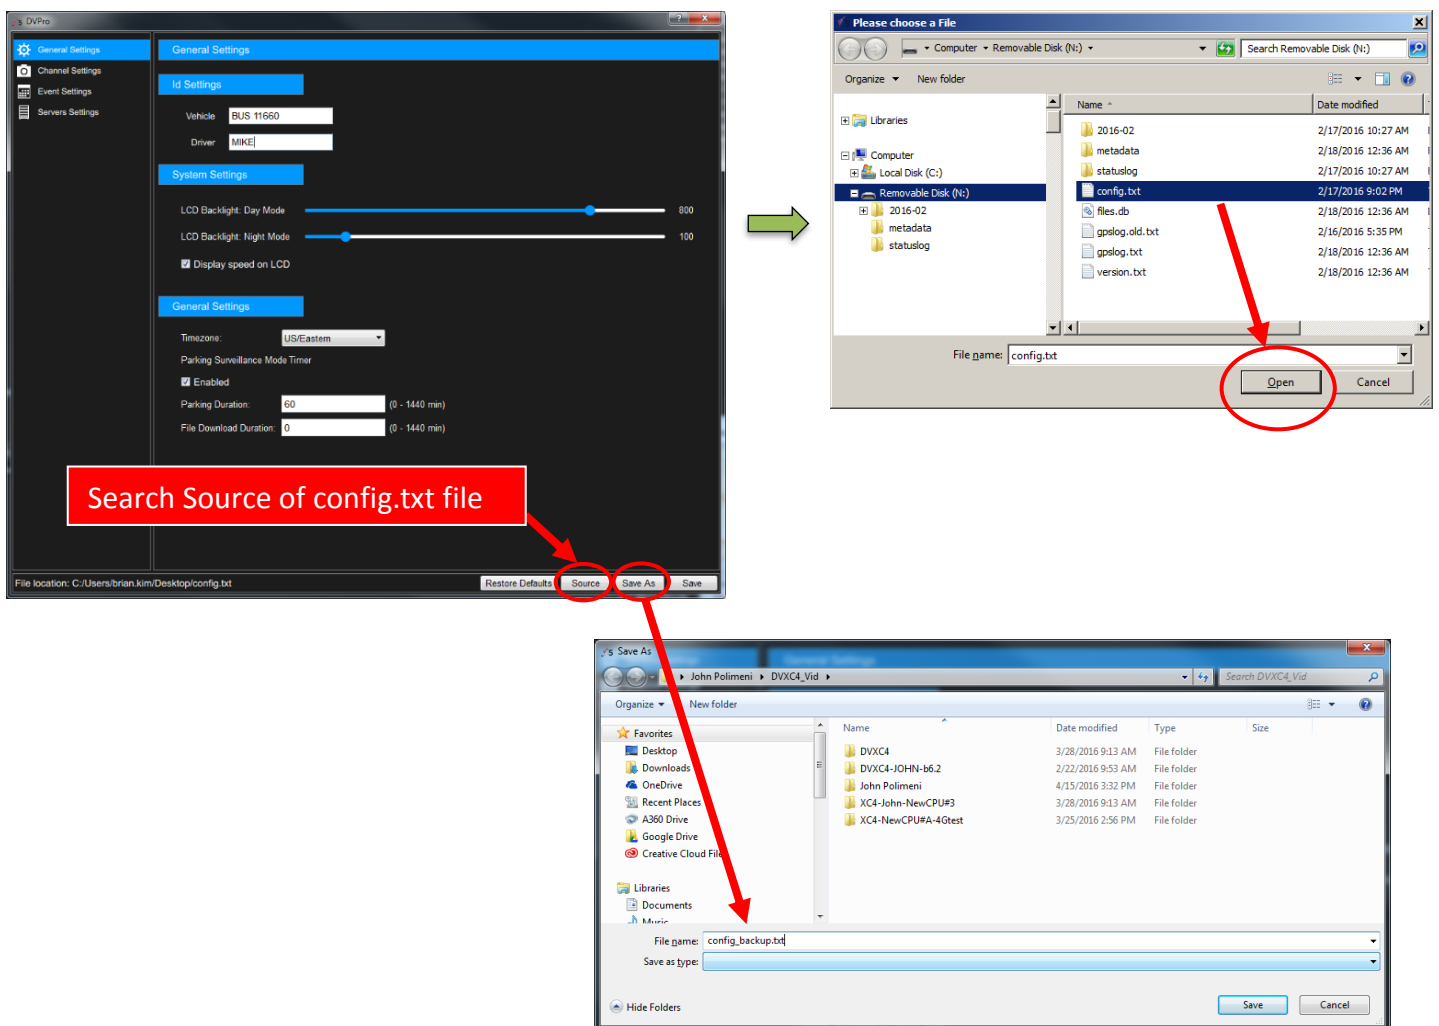 s DVPro
General Settings
Channel Settings
Event Settings
Servers Settings
General Settings
Id Settings
Vehicle BUS 11660
Driver MIKE
System Settings
LCD Backlight: Day Mode 800
LCD Backlight: Night Mode 100
Display speed on LCD
General Settings
Timezone: US/Eastern
Parking Surveillance Mode Timer
Enabled
Parking Duration: 60 (0 - 1440 min)
File Download Duration: 0 (0 - 1440 min)
Search Source of config.txt file
File location: C:/Users/brian.kim/Desktop/config.txt
Restore Defaults Source Save As Save
Please choose a File
Computer Removable Disk (N:)
Search Removable Disk (N:)
Organize New folder
Name Date modified
Libraries
Computer
Local Disk (C:)
Removable Disk (N:)
2016-02
metadata
statuslog
2016-02 2/17/2016 10:27 AM
metadata 2/18/2016 12:36 AM
statuslog 2/17/2016 10:27 AM
config.txt 2/17/2016 9:02 PM
files.db 2/18/2016 12:36 AM
gpslog.old.txt 2/16/2016 5:35 PM
gpslog.txt 2/18/2016 12:36 AM
version.txt 2/18/2016 12:36 AM
File name: config.txt
Open Cancel
s Save As
John Polimeni DVXC4_Vid
Search DVXC4_Vid
Organize New folder
Favorites
Desktop
Downloads
OneDrive
Recent Places
A360 Drive
Google Drive
Creative Cloud File
Libraries
Documents
Music
Name Date modified Type Size
DVXC4 3/28/2016 9:13 AM File folder
DVXC4-JOHN-b6.2 2/22/2016 9:53 AM File folder
John Polimeni 4/15/2016 3:32 PM File folder
XC4-John-NewCPU#3 3/28/2016 9:13 AM File folder
XC4-NewCPU#A-4Gtest 3/25/2016 2:56 PM File folder
File name: config_backup.txt
Save as type:
Hide Folders
Save Cancel